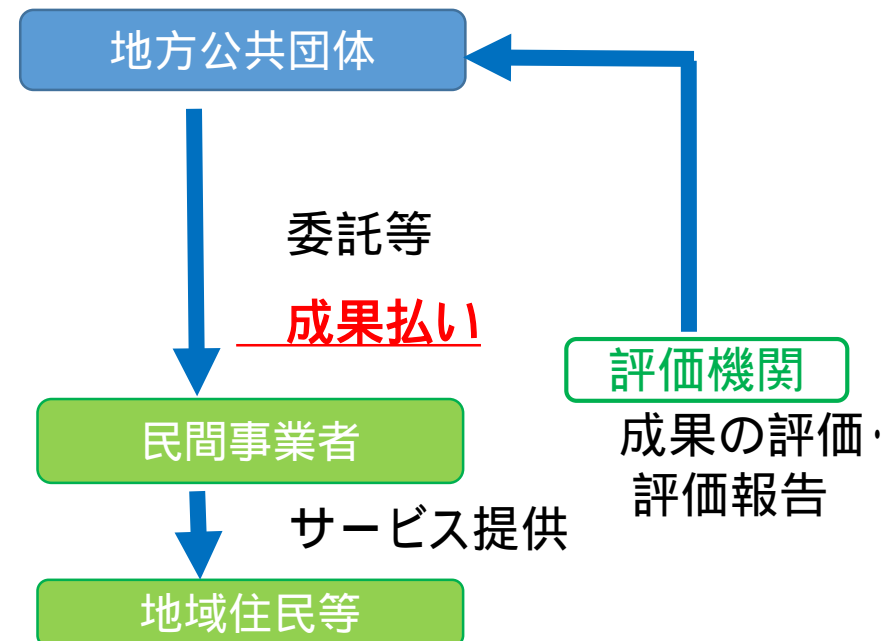 地方公共団体
委託等
成果払い
評価機関
成果の評価・
評価報告
民間事業者
サービス提供
地域住民等